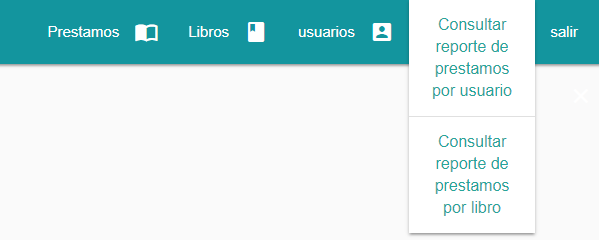 Prestamos
Libros
usuarios
salir
Consultar
reporte de
prestamos
por usuario
Consultar
reporte de
prestamos
por libro